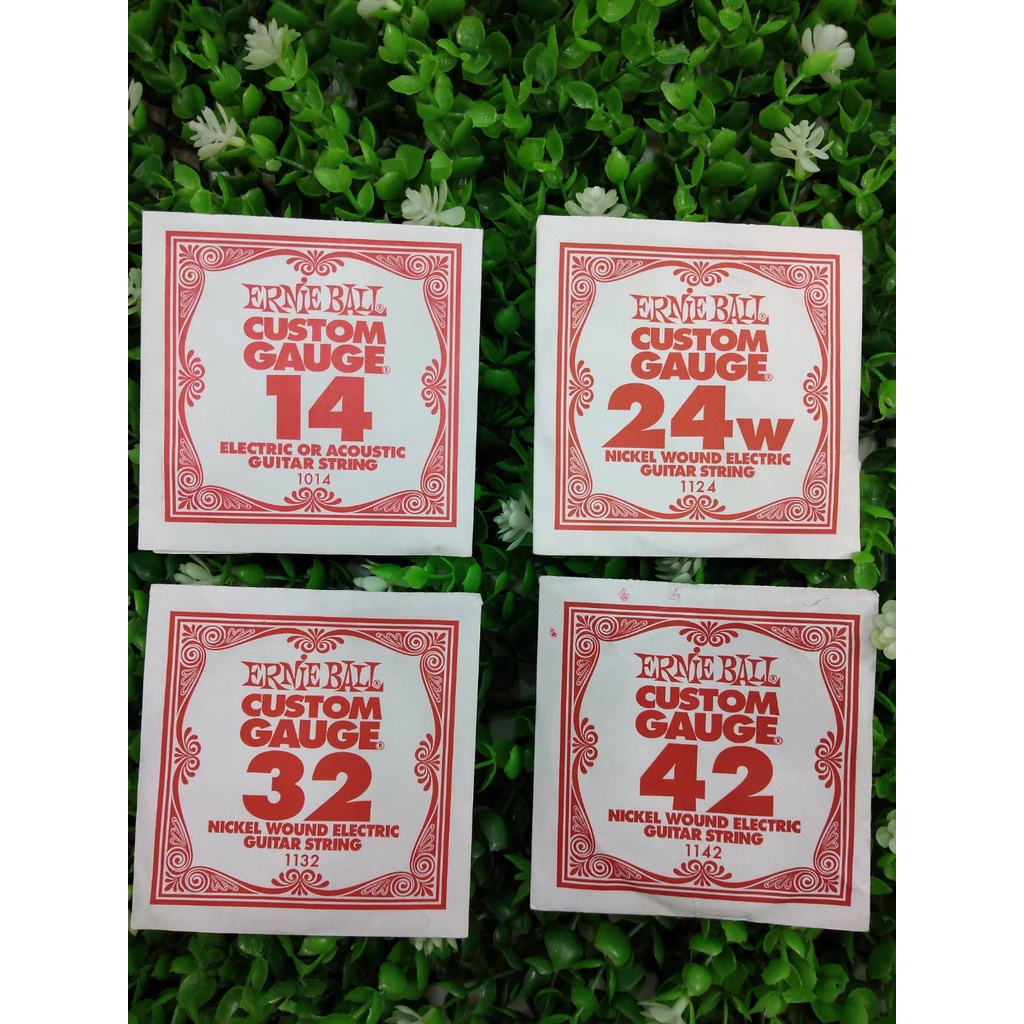 ERNIE BALL®
CUSTOM
GAUGE®
14
ELECTRIC OR ACOUSTIC
GUITAR STRING
1014
ERNIE BALL®
CUSTOM
GAUGE®
24W
NICKEL WOUND ELECTRIC
GUITAR STRING
1124
ERNIE BALL®
CUSTOM
GAUGE®
32
NICKEL WOUND ELECTRIC
GUITAR STRING
1132
ERNIE BALL®
CUSTOM
GAUGE®
42
NICKEL WOUND ELECTRIC
GUITAR STRING
1142